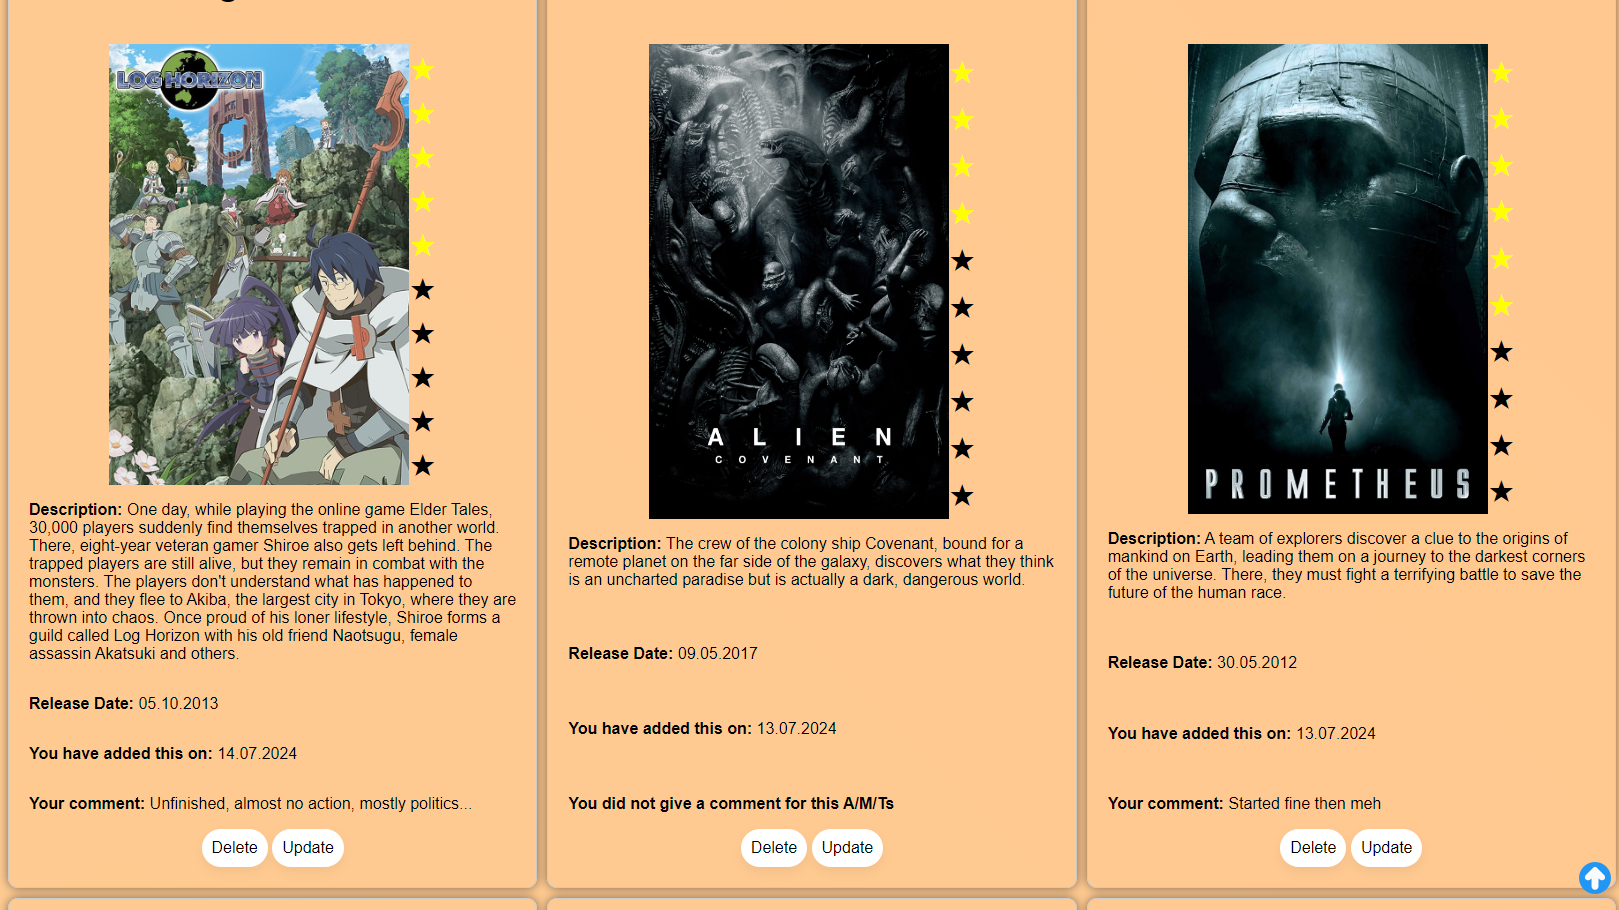 LOG HORIZON
Description: One day, while playing the online game Elder Tales,
30,000 players suddenly find themselves trapped in another world.
There, eight-year veteran gamer Shiroe also gets left behind. The
trapped players are still alive, but they remain in combat with the
monsters. The players don't understand what has happened to
them, and they flee to Akiba, the largest city in Tokyo, where they are
thrown into chaos. Once proud of his loner lifestyle, Shiroe forms a
guild called Log Horizon with his old friend Naotsugu, female
assassin Akatsuki and others.
Release Date: 05.10.2013
You have added this on: 14.07.2024
Your comment: Unfinished, almost no action, mostly politics...
Delete Update
ALIEN
COVENANT
Description: The crew of the colony ship Covenant, bound for a
remote planet on the far side of the galaxy, discovers what they think
is an uncharted paradise but is actually a dark, dangerous world.
Release Date: 09.05.2017
You have added this on: 13.07.2024
You did not give a comment for this A/M/Ts
Delete Update
PROMETHEUS
Description: A team of explorers discover a clue to the origins of
mankind on Earth, leading them on a journey to the darkest corners
of the universe. There, they must fight a terrifying battle to save the
future of the human race.
Release Date: 30.05.2012
You have added this on: 13.07.2024
Your comment: Started fine then meh
Delete Update